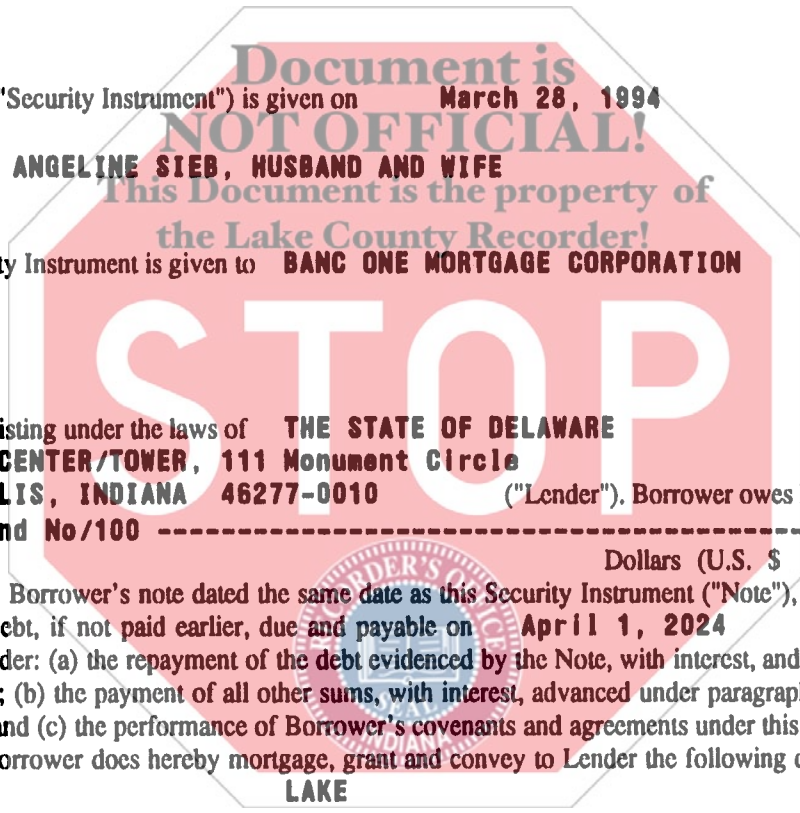 Document is
'Security Instrument") is given on March 28, 1994
NOT OFFICIAL!
ANGELINE SIEB, HUSBAND AND WIFE
This Document is the property of
the Lake County Recorder!
ty Instrument is given to BANC ONE MORTGAGE CORPORATION
STOP
isting under the laws of THE STATE OF DELAWARE
CENTER/TOWER, 111 Monument Circle
LIS, INDIANA 46277-0010 ("Lender"). Borrower owes
nd No/100 ------------------------------------------------
Dollars (U.S. $
RECORDER'S OFFICE
Borrower's note dated the same date as this Security Instrument ("Note"),
ebt, if not paid earlier, due and payable on April 1, 2024
der: (a) the repayment of the debt evidenced by the Note, with interest, and
; (b) the payment of all other sums, with interest, advanced under paragrap
SEAL
nd (c) the performance of Borrower's covenants and agreements under this
INDIANA
orrower does hereby mortgage, grant and convey to Lender the following d
LAKE